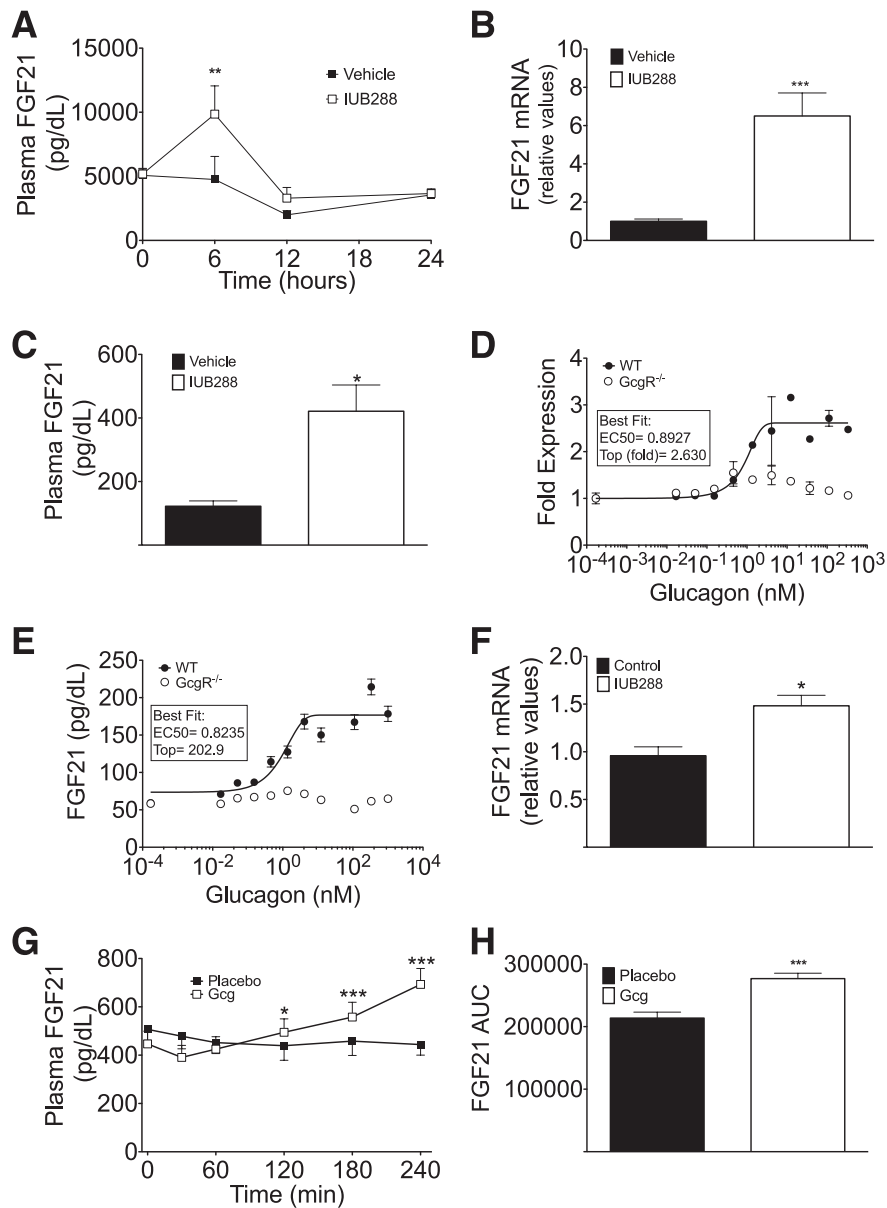 A
Plasma FGF21
(pg/dL)
15000
10000
5000
0
**
Vehicle
IUB288
0 6 12 18 24
Time (hours)
B
FGF21 mRNA
(relative values)
10
8
6
4
2
0
Vehicle
IUB288
***
C
Plasma FGF21
(pg/dL)
600
400
200
Vehicle
IUB288
*
D
Fold Expression
4
3
2
1
0
WT
GcgR-/-
Best Fit:
EC50= 0.8927
Top (fold)= 2.630
10-4 10-3 10-2 10-1 100 101 102 103
Glucagon (nM)
E
FGF21 (pg/dL)
250
200
150
100
50
0
WT
GcgR-/-
Best Fit:
EC50= 0.8235
Top= 202.9
10-4 10-2 100 102 104
Glucagon (nM)
F
FGF21 mRNA
(relative values)
2.0
1.5
1.0
0.5
Control
IUB288
*
G
Plasma FGF21
(pg/dL)
800
600
400
200
0
Placebo
Gcg
* *** ***
0 60 120 180 240
Time (min)
H
FGF21 AUC
300000
200000
100000
Placebo
Gcg
***